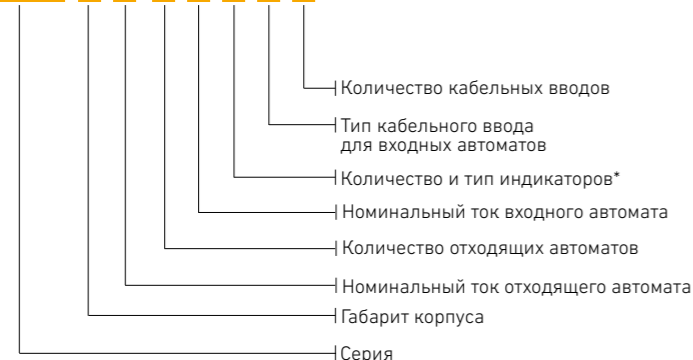 Количество кабельных вводов
Тип кабельного ввода
для входных автоматов
Количество и тип индикаторов*
Номинальный ток входного автомата
Количество отходящих автоматов
Номинальный ток отходящего автомата
Габарит корпуса
Серия